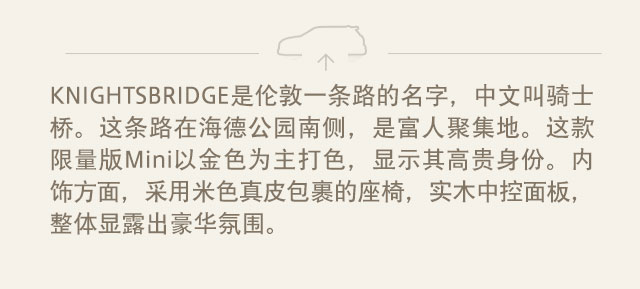 KNIGHTSBRIDGE是伦敦一条路的名字，中文叫骑士
桥。这条路在海德公园南侧，是富人聚集地。这款
限量版Mini以金色为主打色，显示其高贵身份。内
饰方面，采用米色真皮包裹的座椅，实木中控面板，
整体显露出豪华氛围。